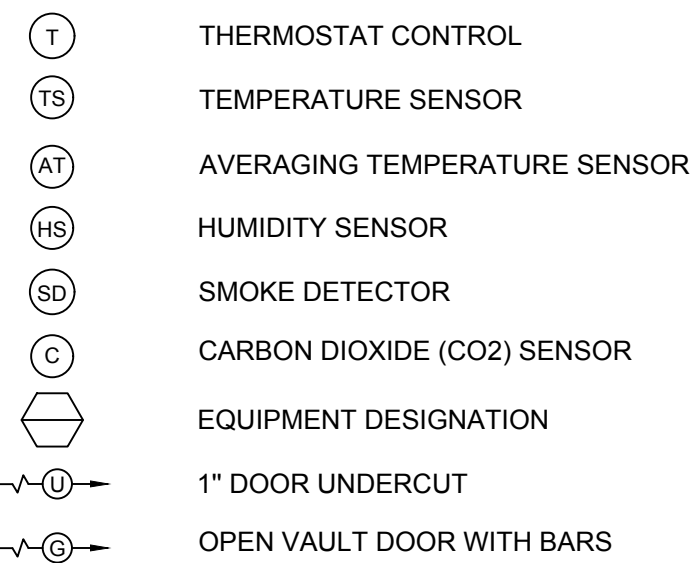 T THERMOSTAT CONTROL
TS TEMPERATURE SENSOR
AT AVERAGING TEMPERATURE SENSOR
HS HUMIDITY SENSOR
SD SMOKE DETECTOR
C CARBON DIOXIDE (CO2) SENSOR
EQUIPMENT DESIGNATION
U 1" DOOR UNDERCUT
G OPEN VAULT DOOR WITH BARS